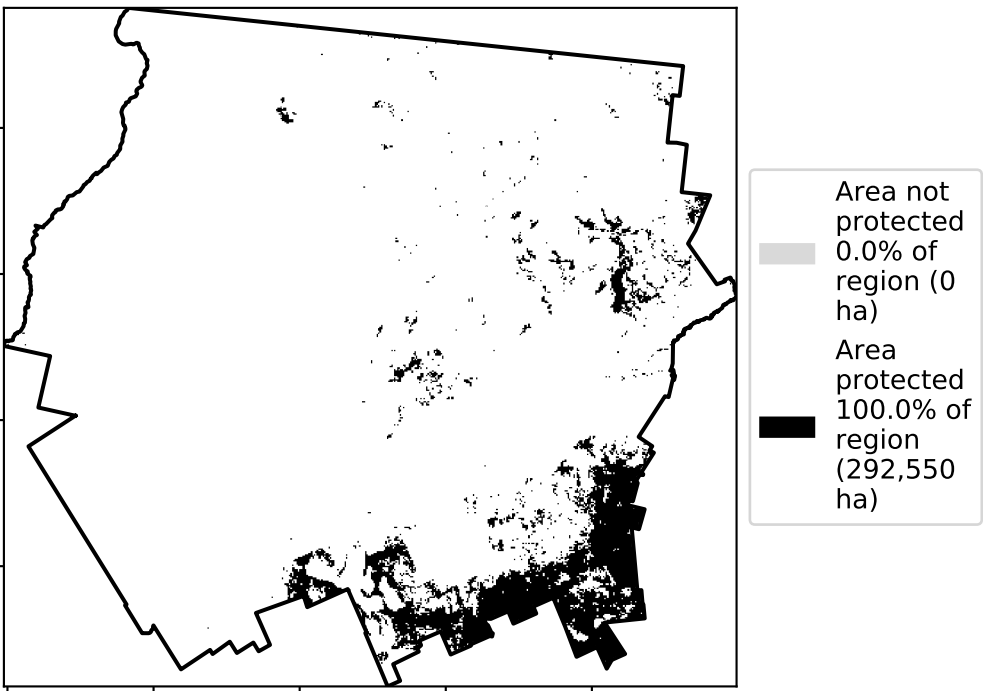 Area not
protected
0.0% of
region (0
ha)
Area
protected
100.0% of
region
(292,550
ha)